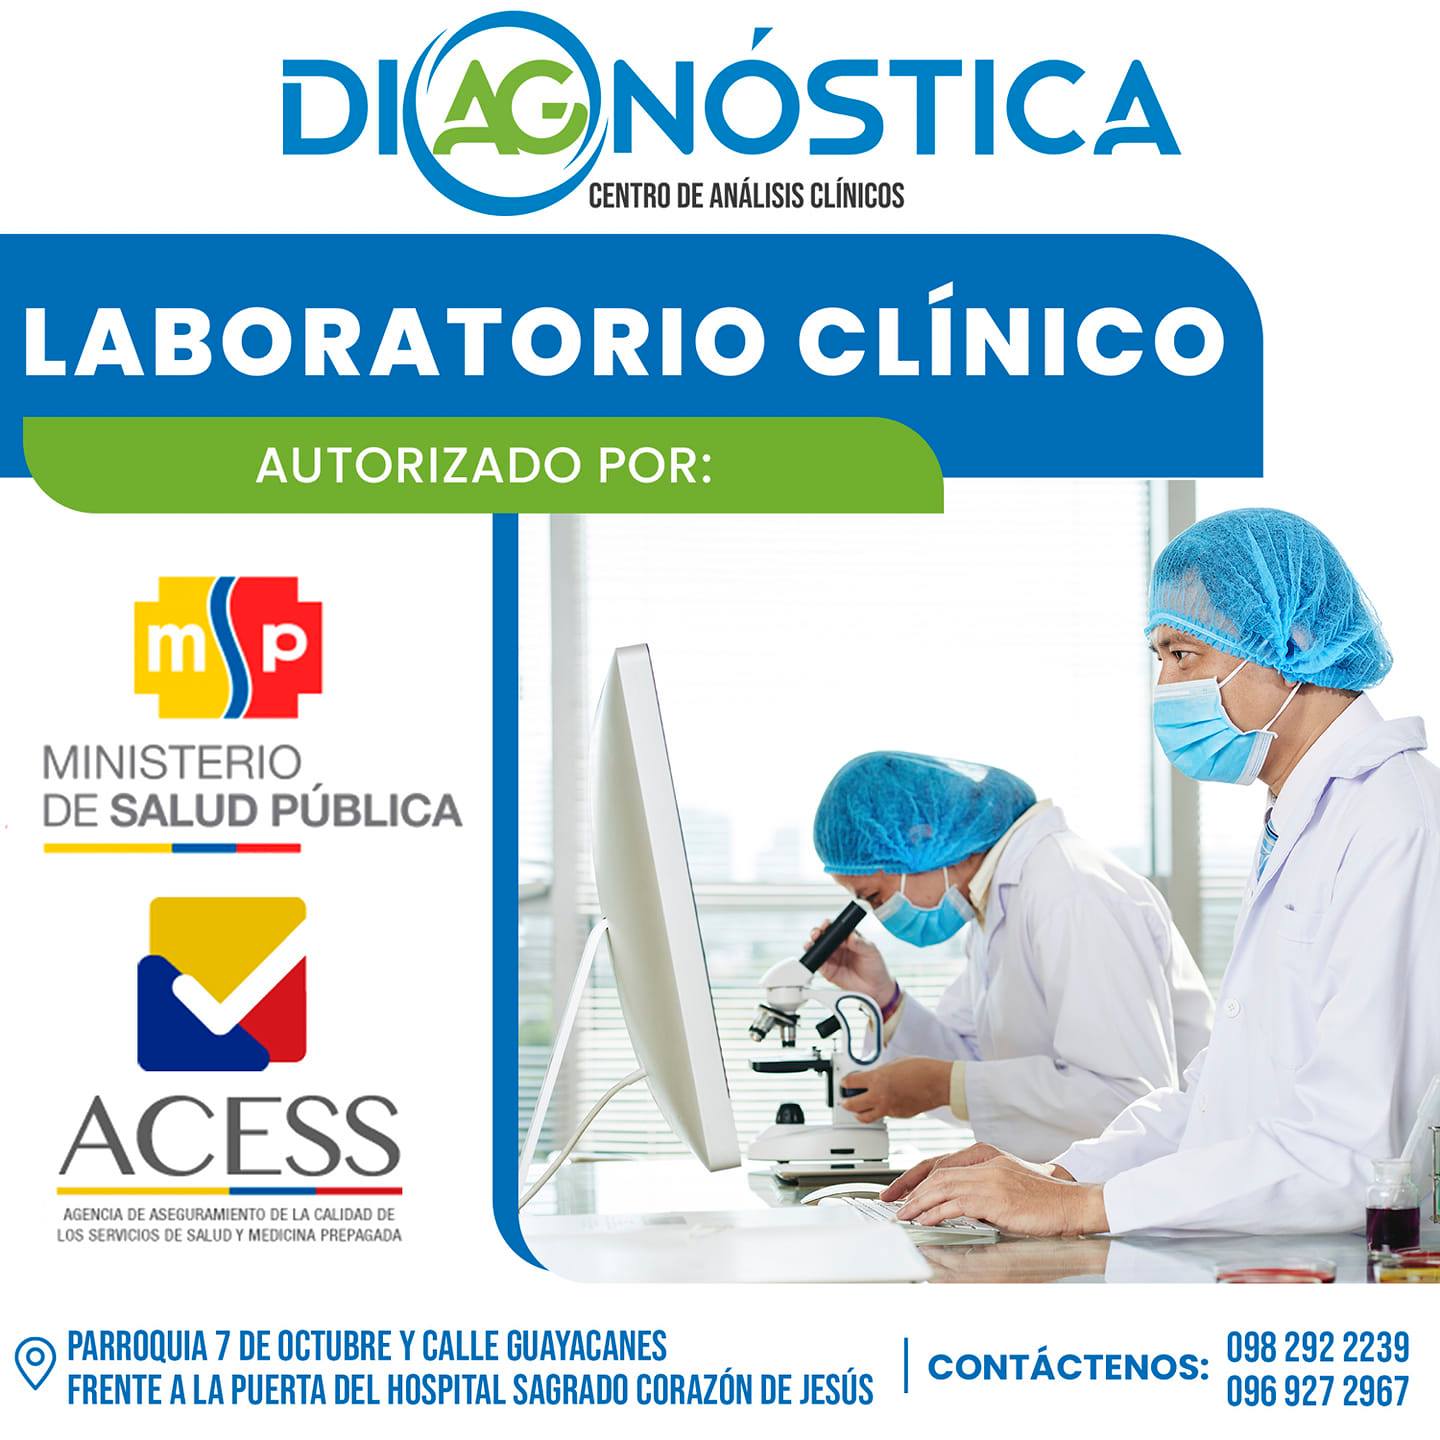 DIAGNÓSTICA
CENTRO DE ANÁLISIS CLÍNICOS
LABORATORIO CLÍNICO
AUTORIZADO POR:
msp
MINISTERIO
DE SALUD PÚBLICA
ACESS
AGENCIA DE ASEGURAMIENTO DE LA CALIDAD DE
LOS SERVICIOS DE SALUD Y MEDICINA PREPAGADA
PARROQUIA 7 DE OCTUBRE Y CALLE GUAYACANES
FRENTE A LA PUERTA DEL HOSPITAL SAGRADO CORAZÓN DE JESÚS
CONTÁCTENOS:
098 292 2239
096 927 2967